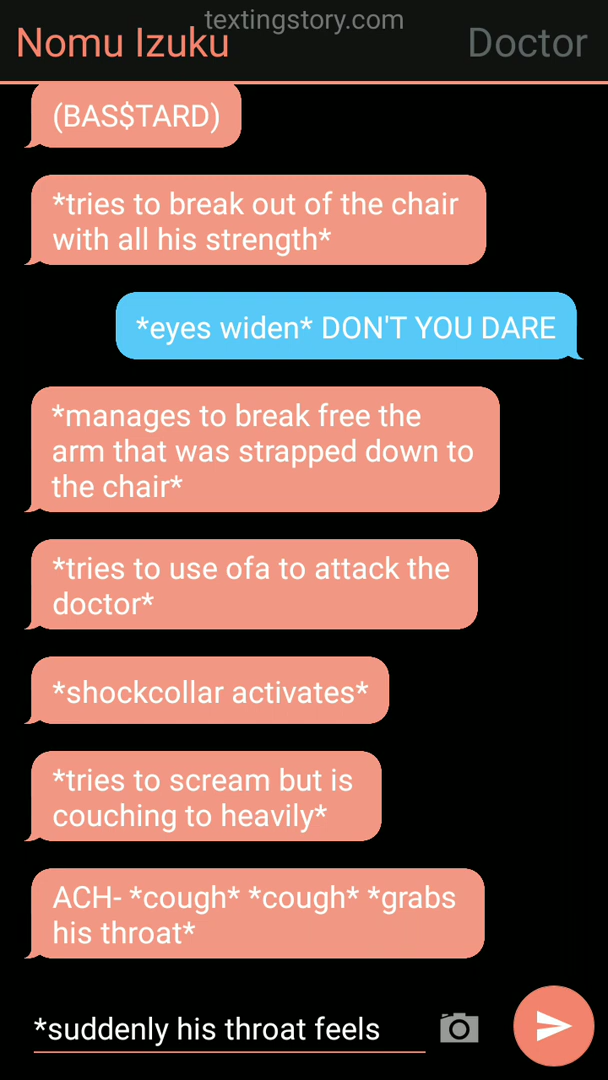 textingstory.com
Nomu Izuku
Doctor
(BAS$TARD)
*tries to break out of the chair
with all his strength*
*eyes widen* DON'T YOU DARE
*manages to break free the
arm that was strapped down to
the chair*
*tries to use ofa to attack the
doctor*
*shockcollar activates*
*tries to scream but is
couching to heavily*
ACH- *cough* *cough* *grabs
his throat*
*suddenly his throat feels